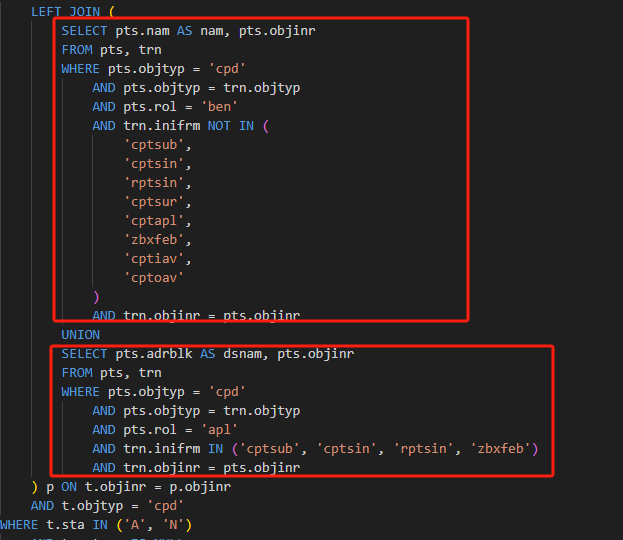 LEFT JOIN (
SELECT pts.nam AS nam, pts.objinr
FROM pts, trn
WHERE pts.objtyp = 'cpd'
AND pts.objtyp = trn.objtyp
AND pts.rol = 'ben'
AND trn.inifrm NOT IN (
'cptsub',
'cptsin',
'rptsin',
'cptsur',
'cptapl',
'zbxfeb',
'cptiav',
'cptoav'
)
AND trn.objinr = pts.objinr
UNION
SELECT pts.adrblk AS dsnam, pts.objinr
FROM pts, trn
WHERE pts.objtyp = 'cpd'
AND pts.objtyp = trn.objtyp
AND pts.rol = 'apl'
AND trn.inifrm IN ('cptsub', 'cptsin', 'rptsin', 'zbxfeb')
AND trn.objinr = pts.objinr
) p ON t.objinr = p.objinr
AND t.objtyp = 'cpd'
WHERE t.sta IN ('A', 'N')